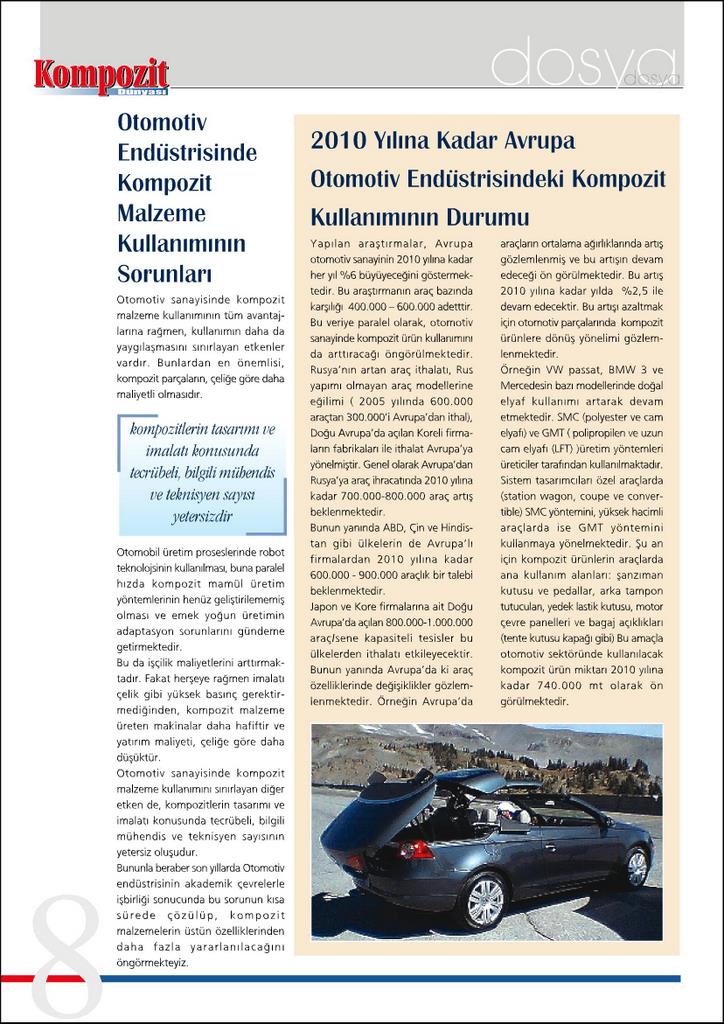 dosya
dosya
Kompozit
Dünyası
Otomotiv
Endüstrisinde
Kompozit
Malzeme
Kullanımının
Sorunları
Otomotiv sanayisinde kompozit
malzeme kullanımının tüm avantaj-
larına rağmen, kullanımın daha da
yaygılaşmasını sınırlayan etkenler
vardır. Bunlardan en önemlisi,
kompozit parçaların, çeliğe göre daha
maliyetli olmasıdır.
kompozitlerin tasarımı ve
imalatı konusunda
tecrübeli, bilgili mühendis
ve teknisyen sayısı
yetersizdir
Otomobil üretim proseslerinde robot
teknolojsinin kullanılması, buna paralel
hızda kompozit mamül üretim
yöntemlerinin henüz geliştirilememiş
olması ve emek yoğun üretimin
adaptasyon sorunlarını gündeme
getirmektedir.
Bu da işçilik maliyetlerini arttırmak-
tadır. Fakat herşeye rağmen imalatı
çelik gibi yüksek basınç gerektir-
mediğinden, kompozit malzeme
üreten makinalar daha hafiftir ve
yatırım maliyeti, çeliğe göre daha
düşüktür.
Otomotiv sanayisinde kompozit
malzeme kullanımını sınırlayan diğer
etken de, kompozitlerin tasarımı ve
imalatı konusunda tecrübeli, bilgili
mühendis ve teknisyen sayısının
yetersiz oluşudur.
Bununla beraber son yıllarda Otomotiv
endüstrisinin akademik çevrelerle
işbirliği sonucunda bu sorunun kısa
sürede çözülüp, kompozit
malzemelerin üstün özelliklerinden
daha fazla yararlanılacağını
öngörmekteyiz.
2010 Yılına Kadar Avrupa
Otomotiv Endüstrisindeki Kompozit
Kullanımının Durumu
Yapılan araştırmalar, Avrupa
otomotiv sanayinin 2010 yılına kadar
her yıl %6 büyüyeceğini göstermek-
tedir. Bu araştırmanın araç bazında
karşılığı 400.000 – 600.000 adetttir.
Bu veriye paralel olarak, otomotiv
sanayinde kompozit ürün kullanımını
da arttıracağı öngörülmektedir.
Rusya'nın artan araç ithalatı, Rus
yapımı olmayan araç modellerine
eğilimi ( 2005 yılında 600.000
araçtan 300.000'i Avrupa'dan ithal),
Doğu Avrupa'da açılan Koreli firma-
ların fabrikaları ile ithalat Avrupa'ya
yönelmiştir. Genel olarak Avrupa'dan
Rusya'ya araç ihracatında 2010 yılına
kadar 700.000-800.000 araç artış
beklenmektedir.
Bunun yanında ABD, Çin ve Hindis-
tan gibi ülkelerin de Avrupa'lı
firmalardan 2010 yılına kadar
600.000 - 900.000 araçlık bir talebi
beklenmektedir.
Japon ve Kore firmalarına ait Doğu
Avrupa'da açılan 800.000-1.000.000
araç/sene kapasiteli tesisler bu
ülkelerden ithalatı etkileyecektir.
Bunun yanında Avrupa'da ki araç
özelliklerinde değişiklikler gözlem-
lenmektedir. Örneğin Avrupa'da
araçların ortalama ağırlıklarında artış
gözlemlenmiş ve bu artışın devam
edeceği ön görülmektedir. Bu artış
2010 yılına kadar yılda %2,5 ile
devam edecektir. Bu artışı azaltmak
için otomotiv parçalarında kompozit
ürünlere dönüş yönelimi gözlem-
lenmektedir.
Örneğin VW passat, BMW 3 ve
Mercedesin bazı modellerinde doğal
elyaf kullanımı artarak devam
etmektedir. SMC (polyester ve cam
elyafı) ve GMT ( polipropilen ve uzun
cam elyafı (LFT) )üretim yöntemleri
üreticiler tarafından kullanılmaktadır.
Sistem tasarımcıları özel araçlarda
(station wagon, coupe ve conver-
tible) SMC yöntemini, yüksek hacimli
araçlarda ise GMT yöntemini
kullanmaya yönelmektedir. Şu an
için kompozit ürünlerin araçlarda
ana kullanım alanları: şanzıman
kutusu ve pedallar, arka tampon
tutucuları, yedek lastik kutusu, motor
çevre panelleri ve bagaj açıklıkları
(tente kutusu kapağı gibi) Bu amaçla
otomotiv sektöründe kullanılacak
kompozit ürün miktarı 2010 yılına
kadar 740.000 mt olarak ön
görülmektedir.
8